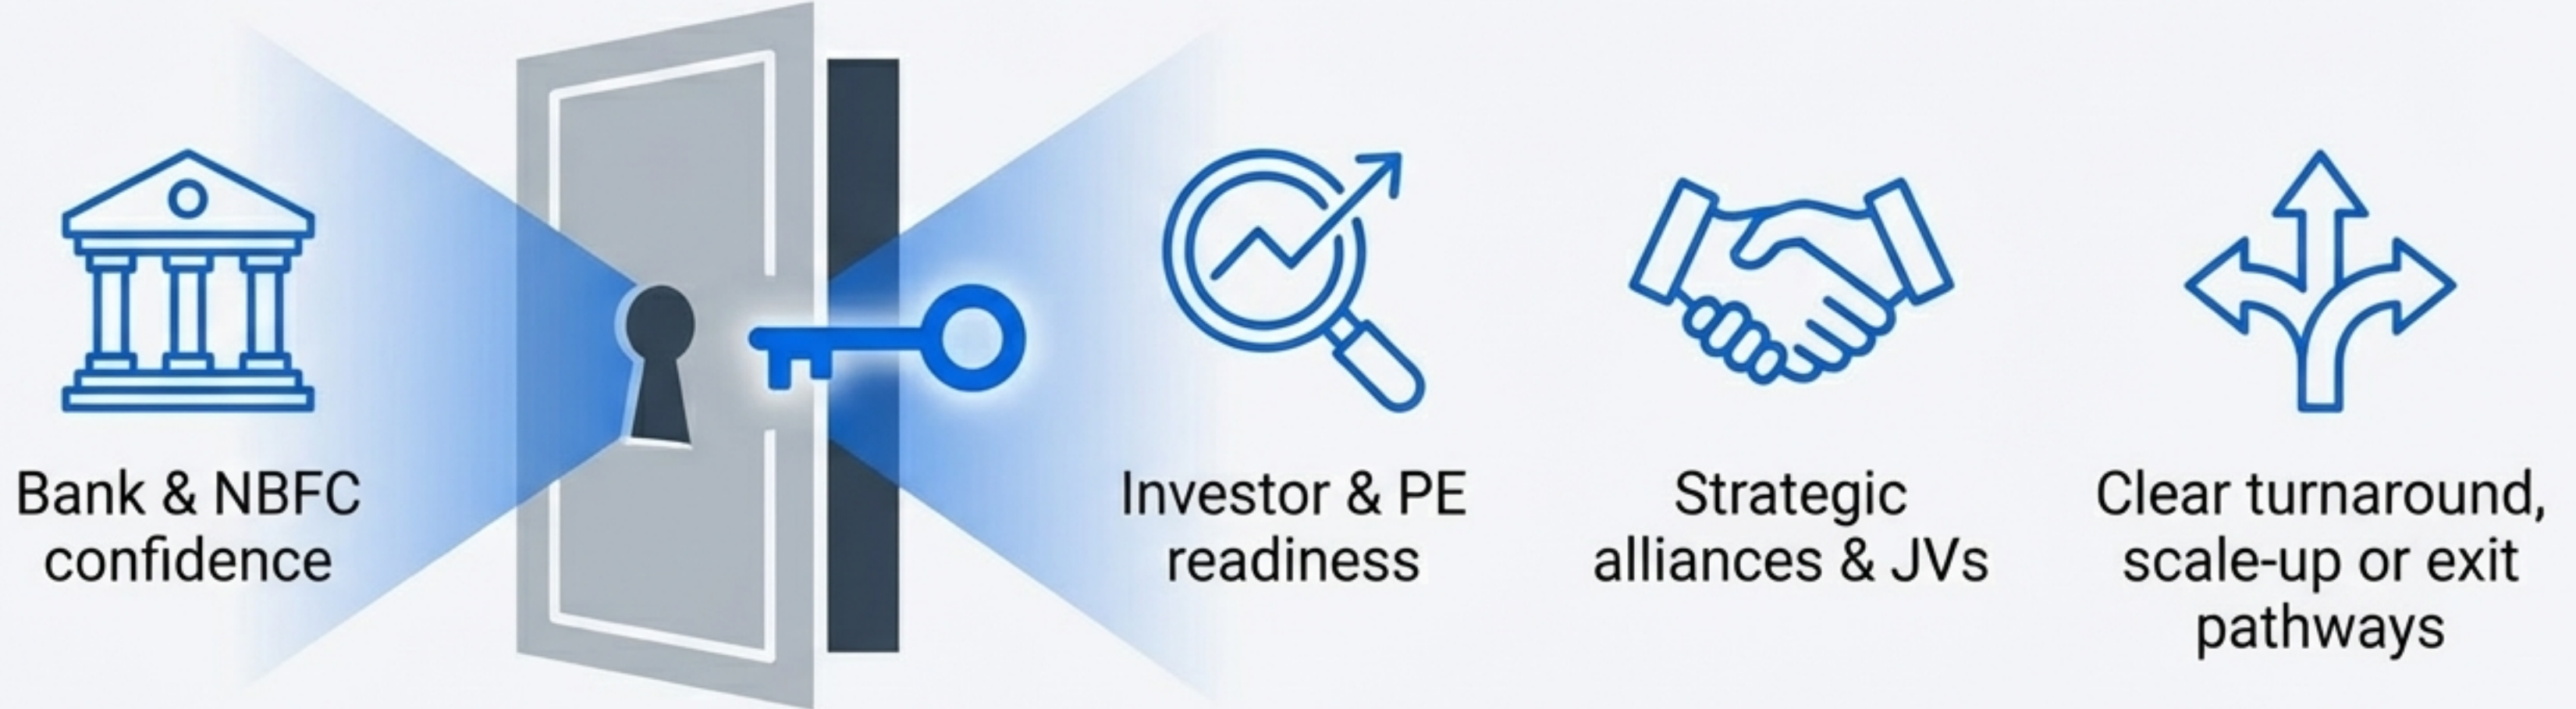 Bank & NBFC
confidence
Investor & PE
readiness
Strategic
alliances & JVs
Clear turnaround,
scale-up or exit
pathways